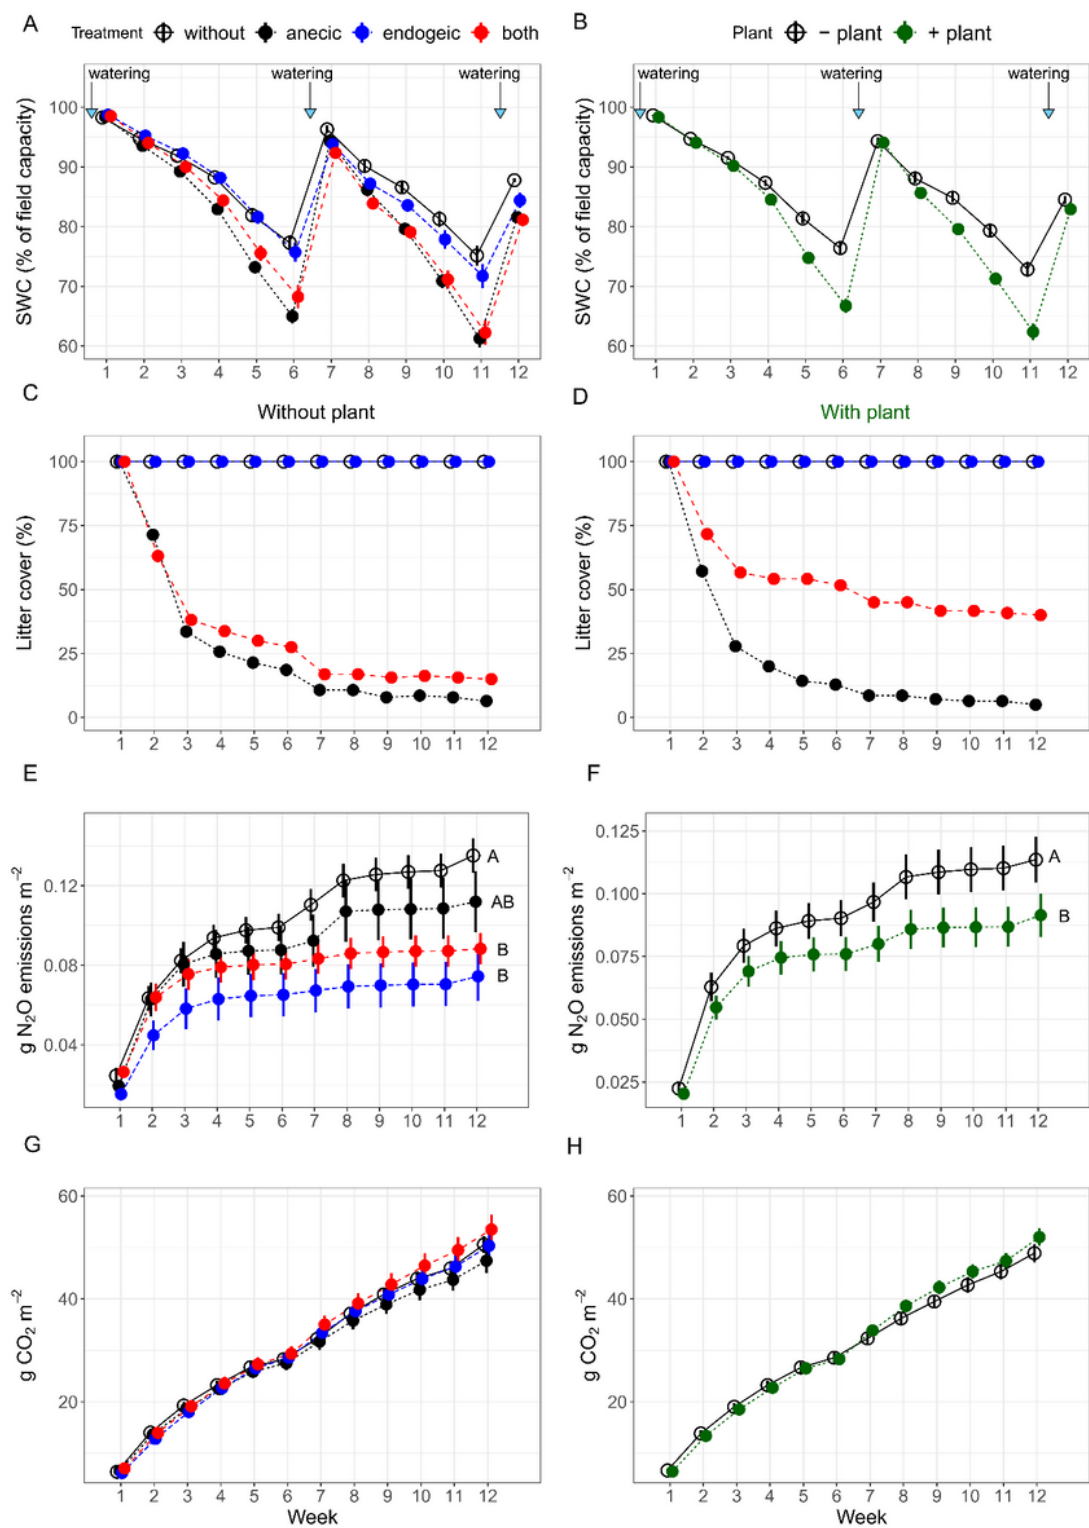 A
Treatment without anecic endogeic both
watering watering watering
SWC (% of field capacity)
100
90
80
70
60
1 2 3 4 5 6 7 8 9 10 11 12
B
Plant − plant + plant
watering watering watering
SWC (% of field capacity)
100
90
80
70
60
1 2 3 4 5 6 7 8 9 10 11 12
C
Without plant
Litter cover (%)
100
75
50
25
0
1 2 3 4 5 6 7 8 9 10 11 12
D
With plant
Litter cover (%)
100
75
50
25
0
1 2 3 4 5 6 7 8 9 10 11 12
E
g N₂O emissions m⁻²
0.12
0.08
0.04
A
AB
B
B
1 2 3 4 5 6 7 8 9 10 11 12
F
g N₂O emissions m⁻²
0.125
0.100
0.075
0.050
0.025
A
B
1 2 3 4 5 6 7 8 9 10 11 12
G
g CO₂ m⁻²
60
40
20
1 2 3 4 5 6 7 8 9 10 11 12
Week
H
g CO₂ m⁻²
60
40
20
1 2 3 4 5 6 7 8 9 10 11 12
Week